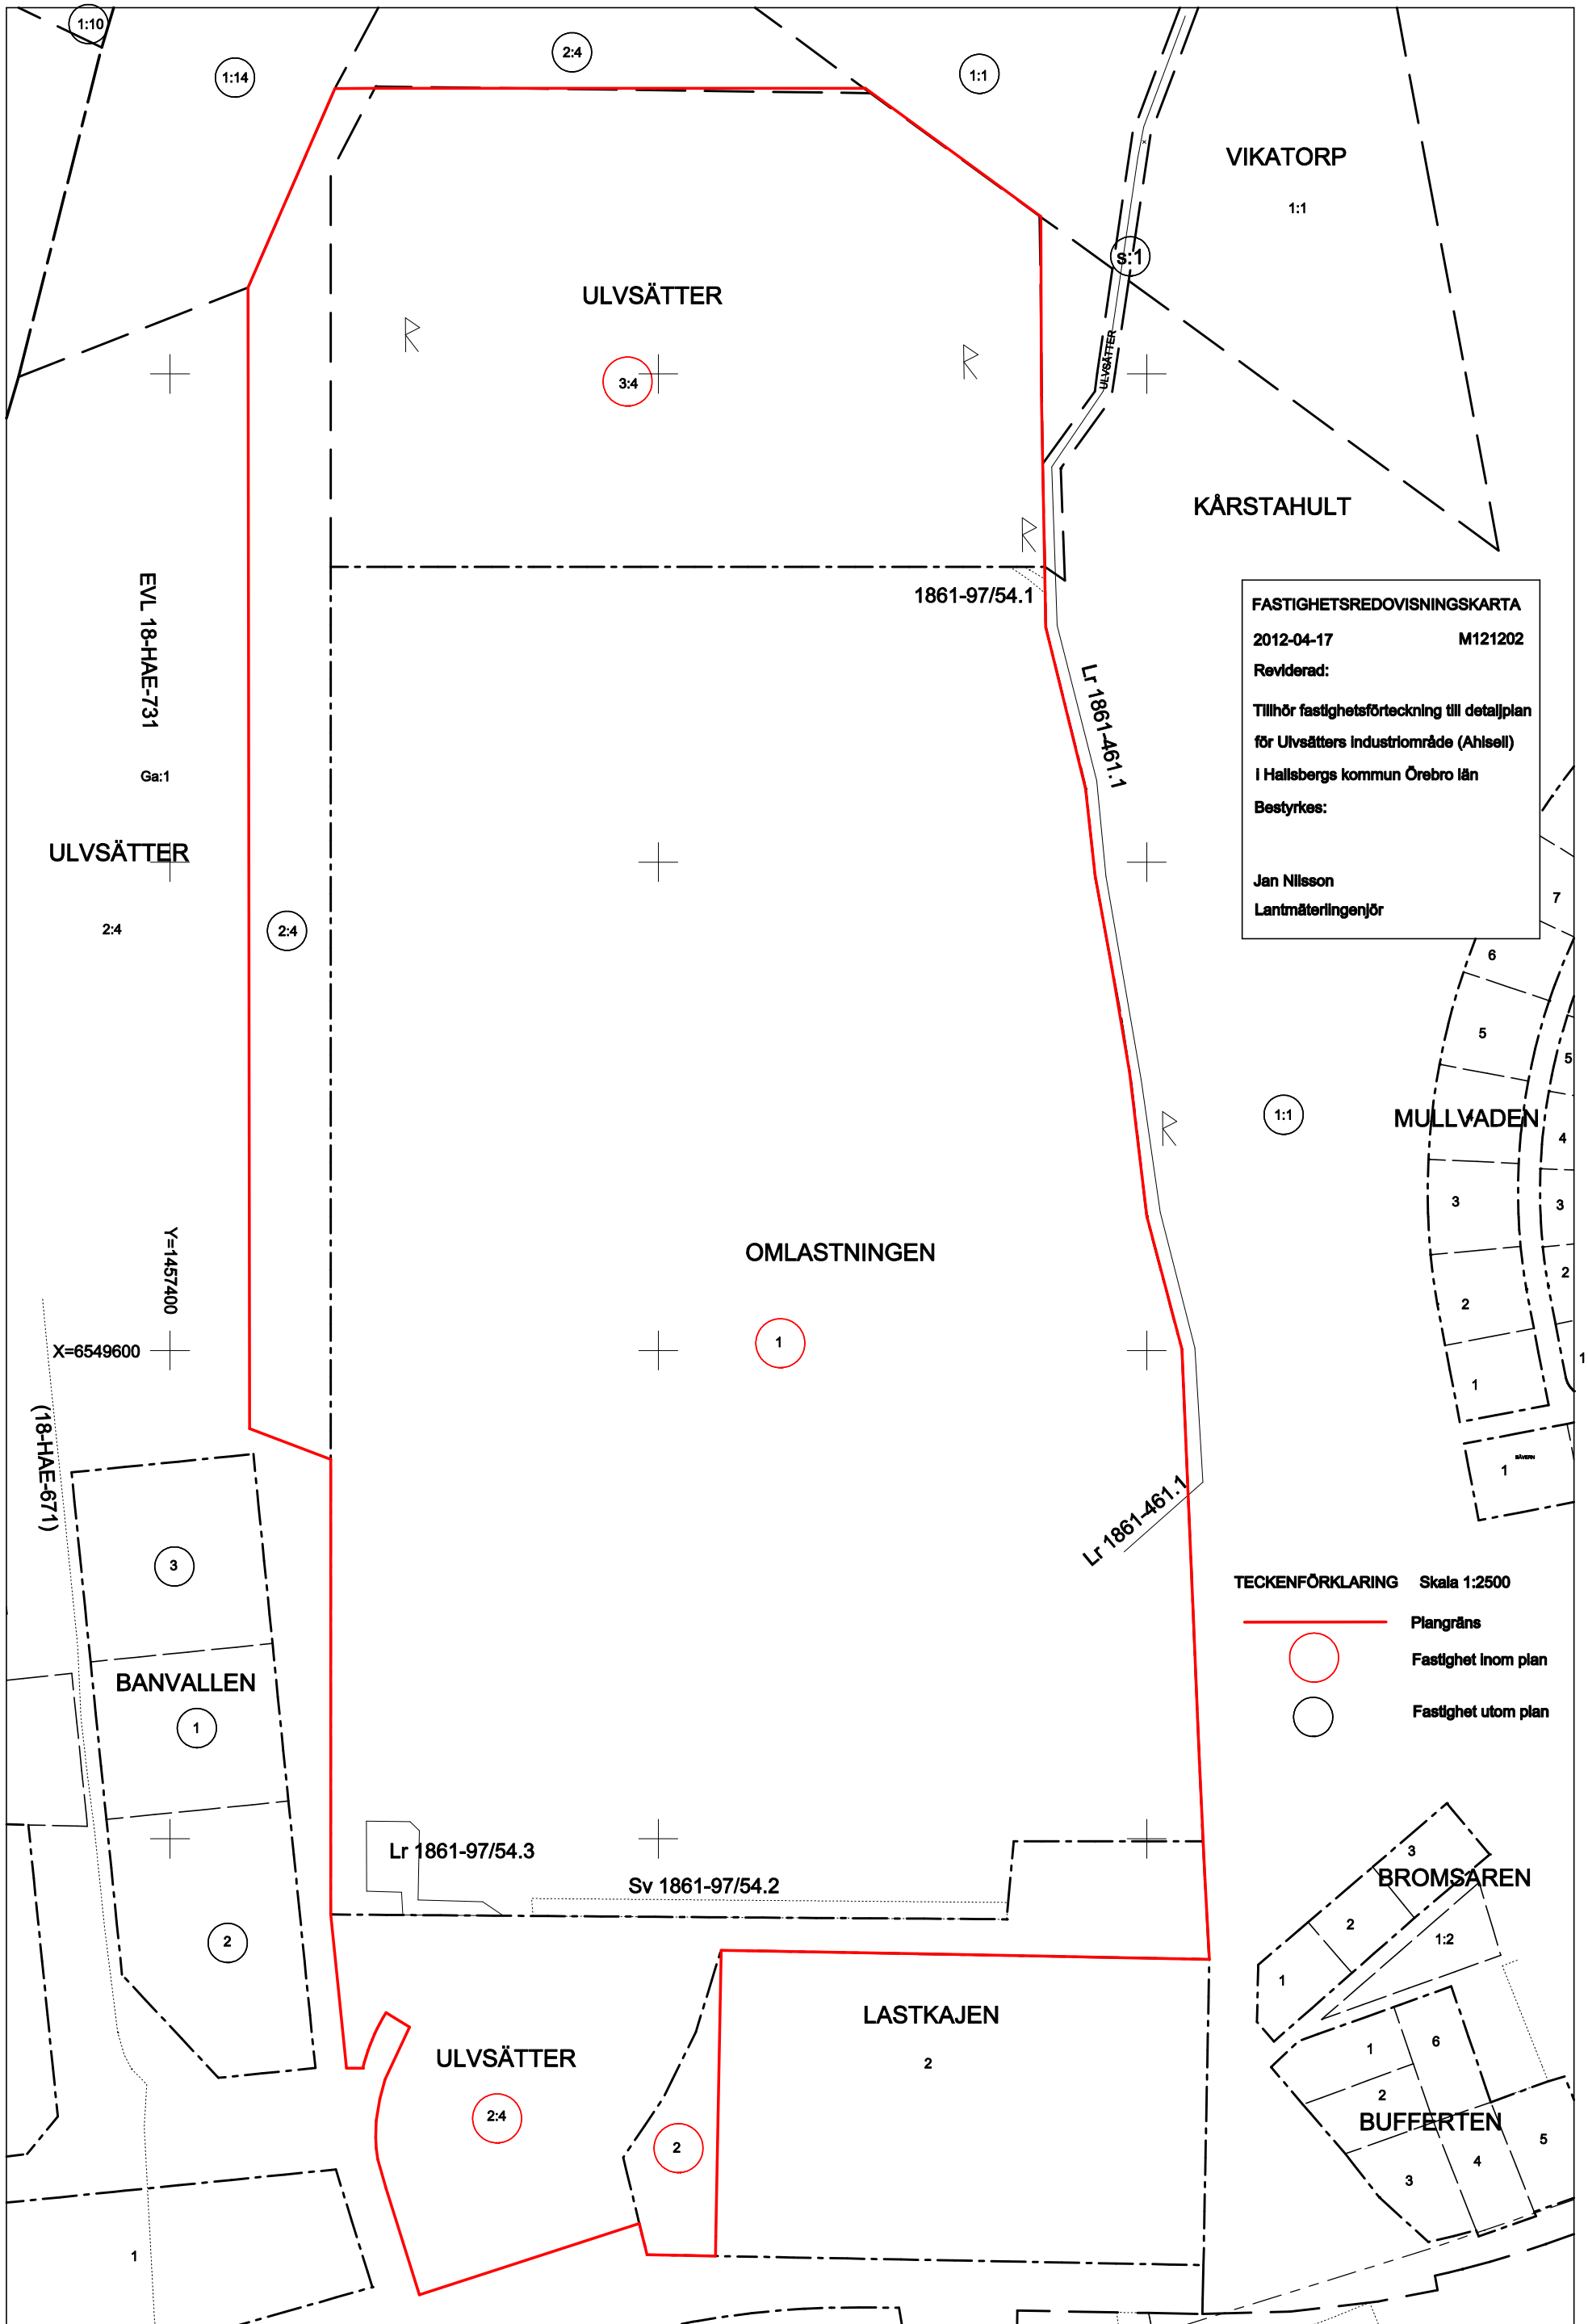 1:10
1:14
2:4
1:1
VIKATORP
1:1
s:1
ULVSÄTTER
ULVSÄTTER
3:4
KÅRSTAHULT
1861-97/54.1
EVL 18-HAE-731
Ga:1
Lr 1861-461.1
FASTIGHETSREDOVISNINGSKARTA
2012-04-17 M121202
Reviderad:
Tillhör fastighetsförteckning till detaljplan
för Ulvsätters industriområde (Ahlsell)
i Hallsbergs kommun Örebro län
Bestyrkes:
Jan Nilsson
Lantmäteriingenjör
ULVSÄTTER
2:4
2:4
7
6
5
5
1:1
MULLVADEN
4
4
3
3
2
2
1
1
Y=1457400
X=6549600
OMLASTNINGEN
1
(18-HAE-671)
1 BÄVERN
Lr 1861-461.1
3
TECKENFÖRKLARING Skala 1:2500
Plangräns
Fastighet inom plan
Fastighet utom plan
BANVALLEN
1
Lr 1861-97/54.3
Sv 1861-97/54.2
2
3
BROMSAREN
2
1:2
1
LASTKAJEN
2
ULVSÄTTER
2:4
2
1
6
2
BUFFERTEN
5
4
3
1